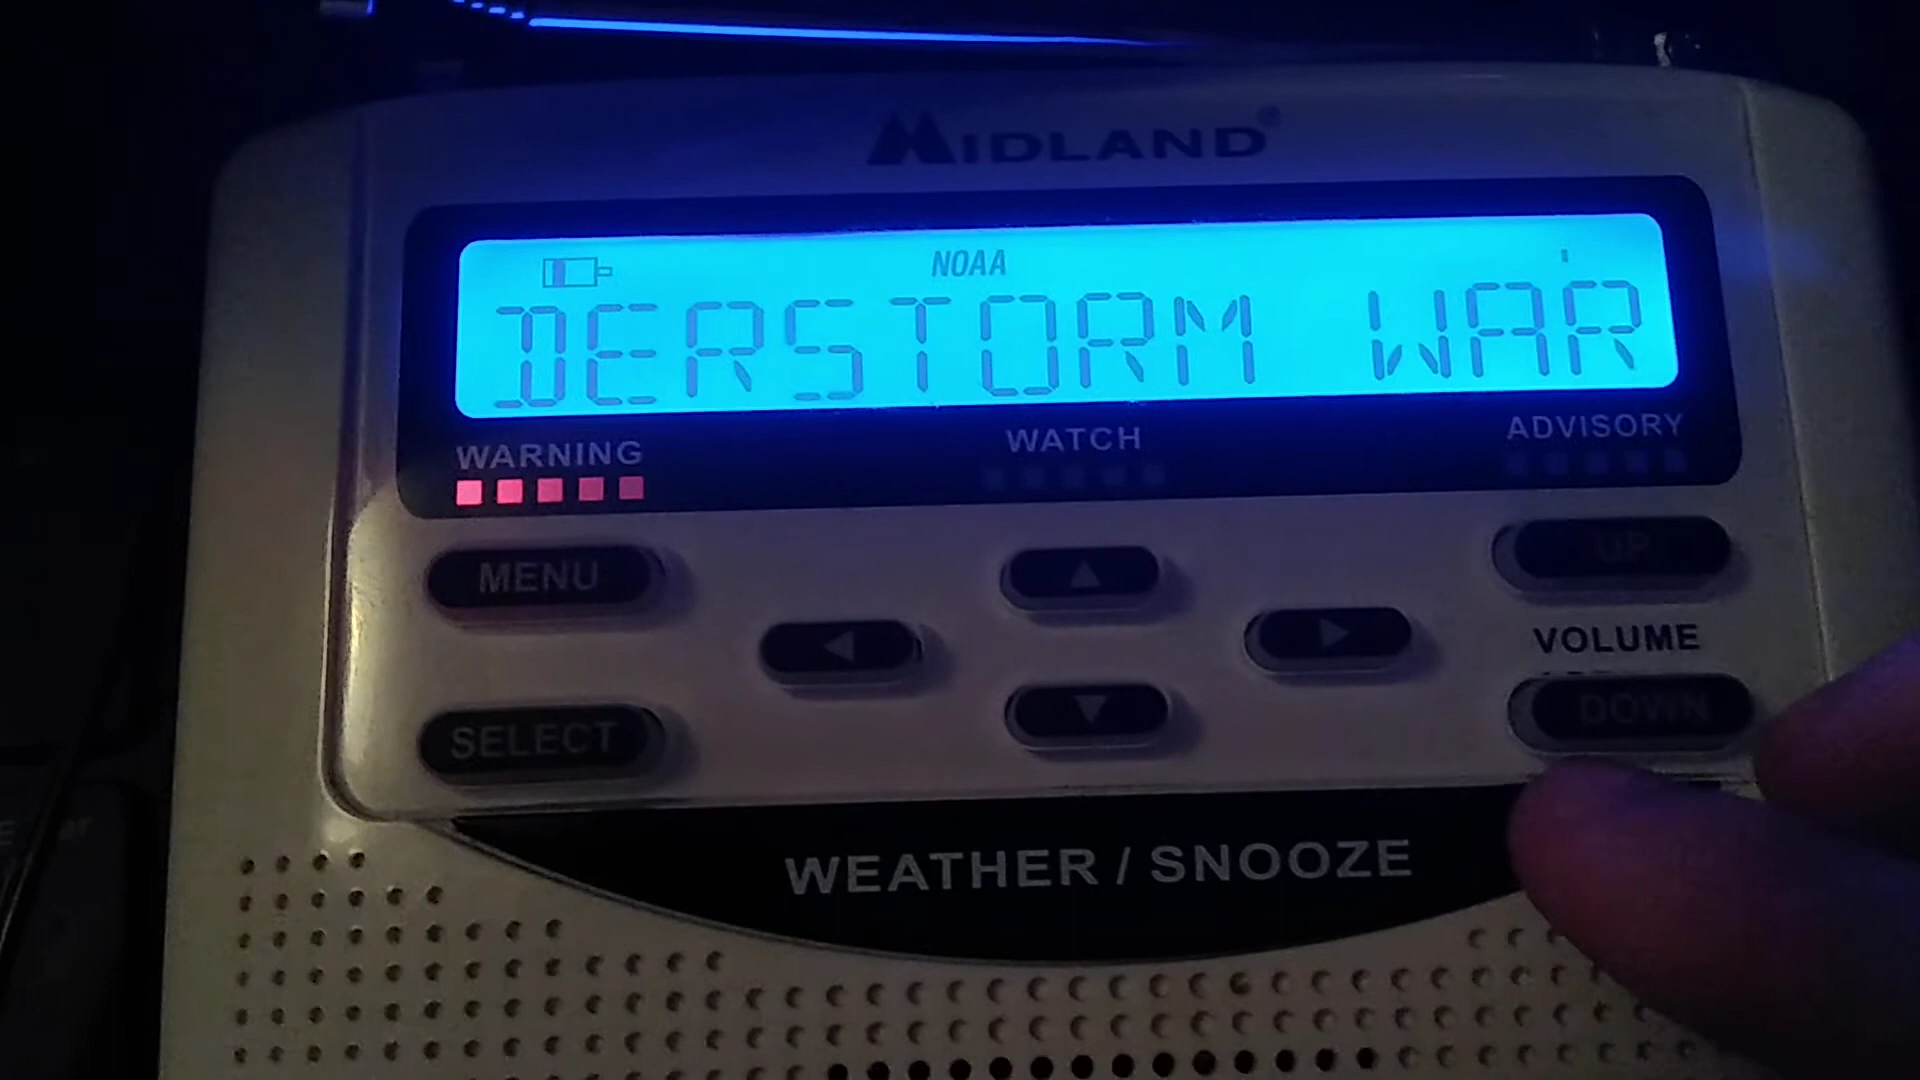 MIDLAND®
NOAA
DERSTORM WAR
WARNING WATCH ADVISORY
MENU
UP
VOLUME
SELECT
DOWN
WEATHER / SNOOZE